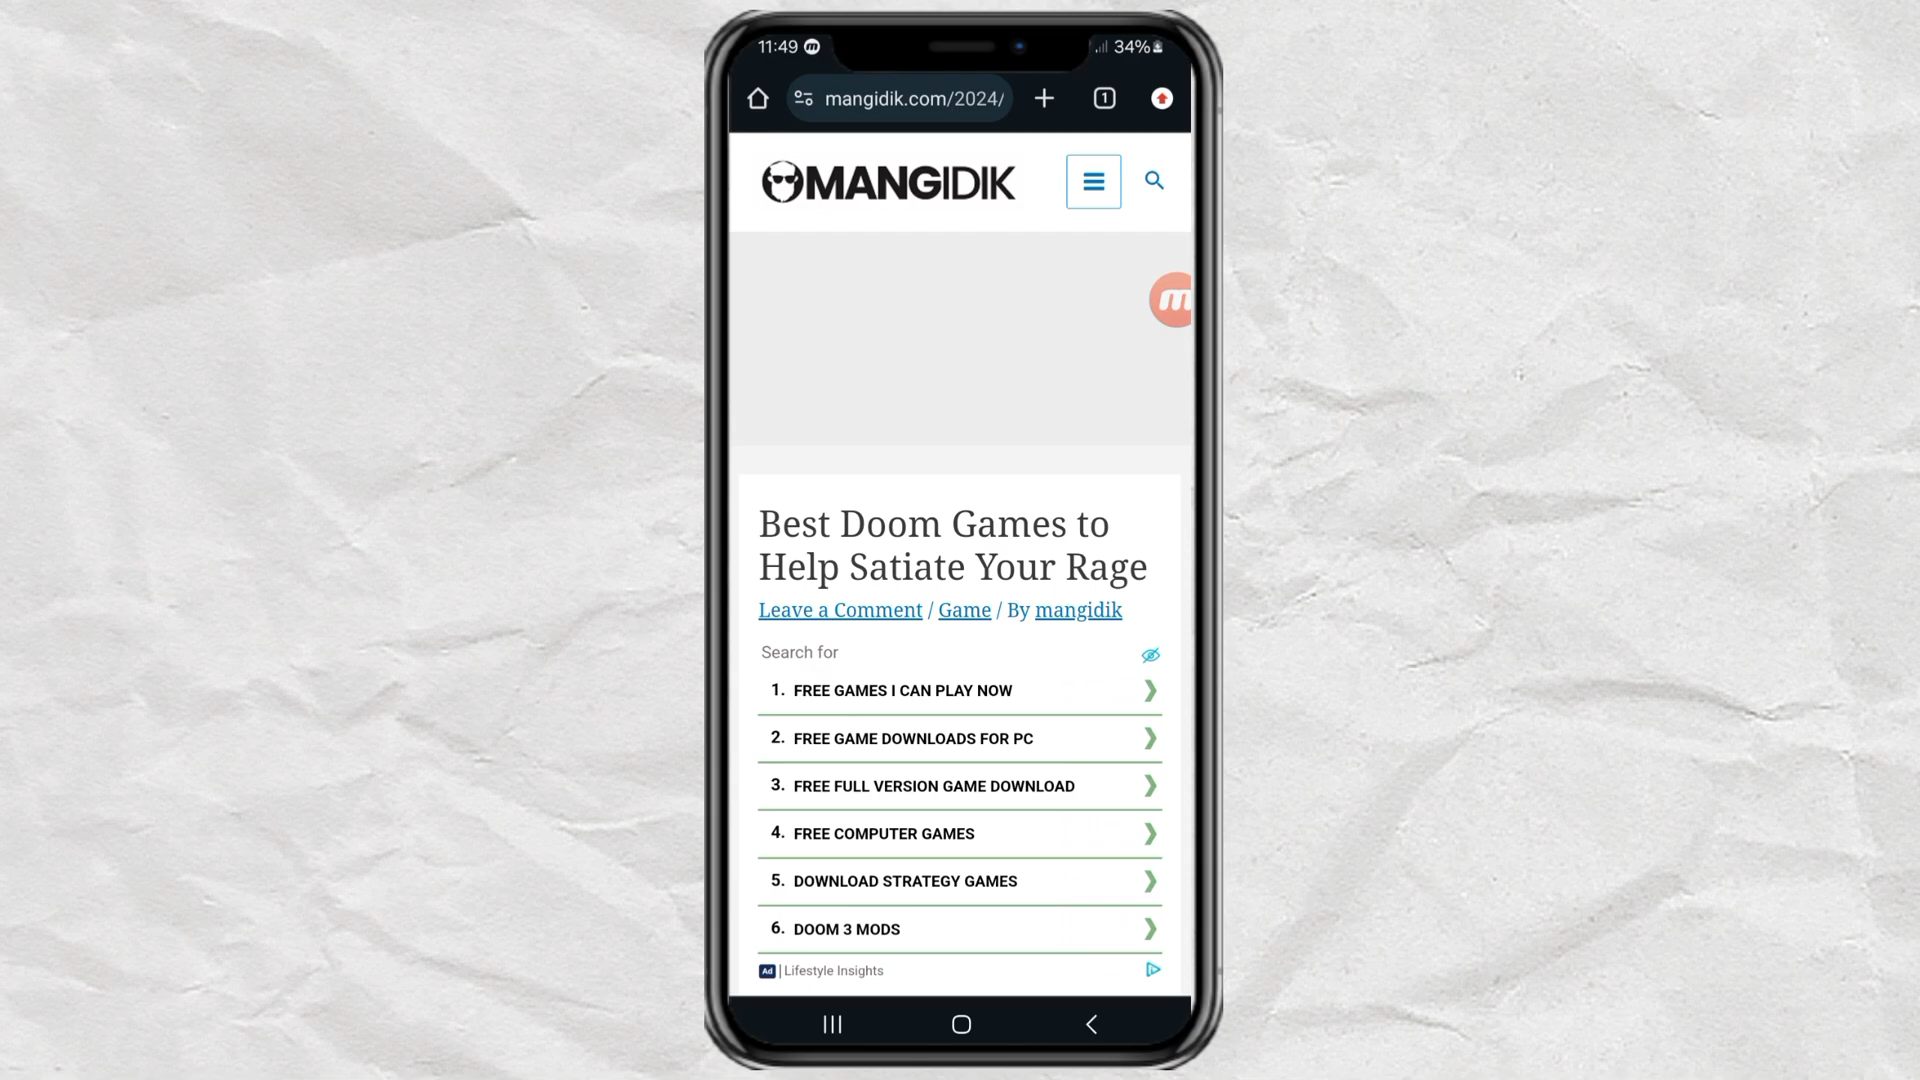 11:49
34%
mangidik.com/2024/
1
MANGIDIK
m
Best Doom Games to
Help Satiate Your Rage
Leave a Comment / Game / By mangidik
Search for
1. FREE GAMES I CAN PLAY NOW
2. FREE GAME DOWNLOADS FOR PC
3. FREE FULL VERSION GAME DOWNLOAD
4. FREE COMPUTER GAMES
5. DOWNLOAD STRATEGY GAMES
6. DOOM 3 MODS
Ad | Lifestyle Insights